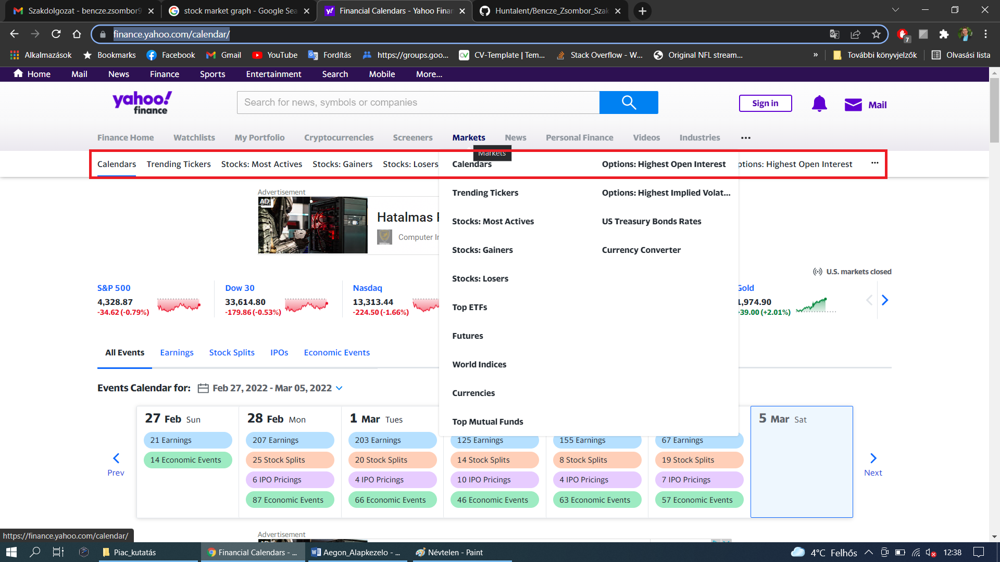 Szakdolgozat - bencze.zsombor9
stock market graph - Google Sea
Financial Calendars - Yahoo Finan
Huntalent/Bencze_Zsombor_Szak
finance.yahoo.com/calendar/
7
Alkalmazások Bookmarks Facebook Gmail YouTube Fordítás https://groups.goo... CV-Template | Tem... Stack Overflow - W... Original NFL stream... » További könyvjelzők Olvasási lista
Home Mail News Finance Sports Entertainment Search Mobile More...
yahoo!
finance
Search for news, symbols or companies
Sign in
Mail
Finance Home Watchlists My Portfolio Cryptocurrencies Screeners Markets News Personal Finance Videos Industries ...
Markets
Calendars Trending Tickers Stocks: Most Actives Stocks: Gainers Stocks: Losers
Calendars
Options: Highest Open Interest
ptions: Highest Open Interest ...
Trending Tickers
Options: Highest Implied Volat...
Stocks: Most Actives
US Treasury Bonds Rates
Stocks: Gainers
Currency Converter
Stocks: Losers
Top ETFs
Futures
World Indices
Currencies
Top Mutual Funds
Advertisement
AD
Hatalmas
Computer
U.S. markets closed
S&P 500
4,328.87
-34.62 (-0.79%)
Dow 30
33,614.80
-179.86 (-0.53%)
Nasdaq
13,313.44
-224.50 (-1.66%)
Gold
1,974.90
+39.00 (+2.01%)
All Events Earnings Stock Splits IPOs Economic Events
Events Calendar for: Feb 27, 2022 - Mar 05, 2022
Prev
27 Feb Sun
21 Earnings
14 Economic Events
28 Feb Mon
207 Earnings
25 Stock Splits
6 IPO Pricings
87 Economic Events
1 Mar Tues
203 Earnings
20 Stock Splits
4 IPO Pricings
66 Economic Events
125 Earnings
14 Stock Splits
10 IPO Pricings
46 Economic Events
155 Earnings
8 Stock Splits
4 IPO Pricings
63 Economic Events
67 Earnings
19 Stock Splits
7 IPO Pricings
57 Economic Events
5 Mar Sat
Next
Advertisement
https://finance.yahoo.com/calendar/
Piac_kutatás
Financial Calendars - ...
Aegon_Alapkezelo - ...
Névtelen - Paint
4°C Felhős
12:38